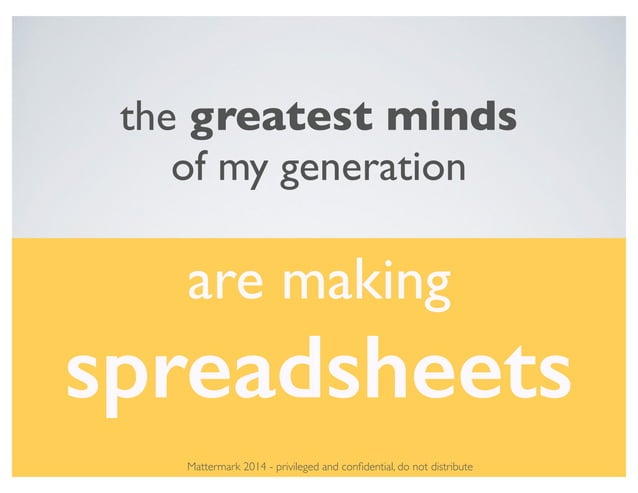 the greatest minds
of my generation
are making
spreadsheets
Mattermark 2014 - privileged and confidential, do not distribute